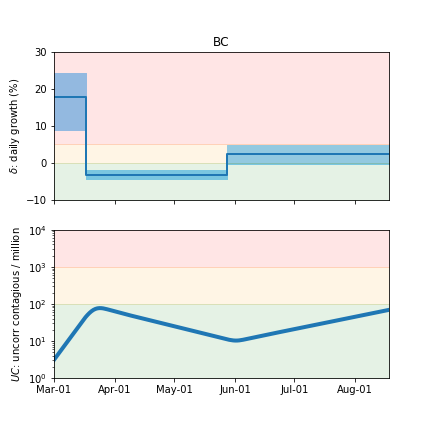 BC
δ: daily growth (%)
30
20
10
0
−10
UC: uncorr contagious / million
10⁴
10³
10²
10¹
10⁰
Mar-01 Apr-01 May-01 Jun-01 Jul-01 Aug-01